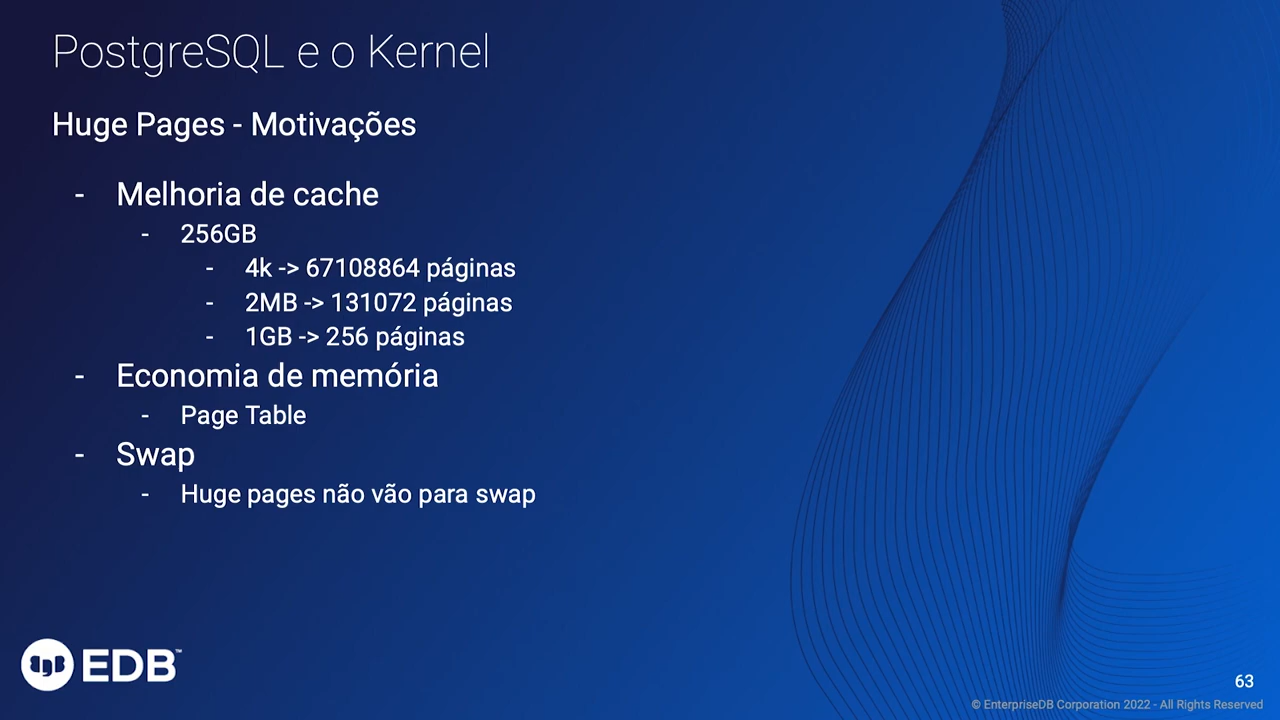 PostgreSQL e o Kernel
Huge Pages - Motivações
- Melhoria de cache
- 256GB
- 4k -> 67108864 páginas
- 2MB -> 131072 páginas
- 1GB -> 256 páginas
- Economia de memória
- Page Table
- Swap
- Huge pages não vão para swap
EDB™
63
© EnterpriseDB Corporation 2022 - All Rights Reserved